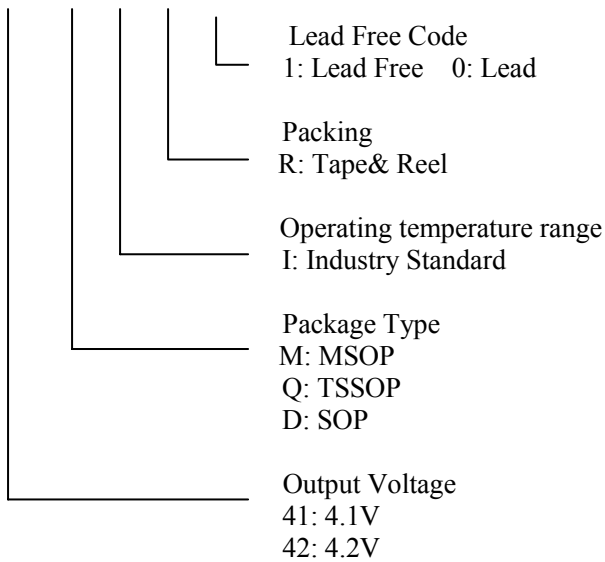 Lead Free Code
1: Lead Free 0: Lead
Packing
R: Tape& Reel
Operating temperature range
I: Industry Standard
Package Type
M: MSOP
Q: TSSOP
D: SOP
Output Voltage
41: 4.1V
42: 4.2V